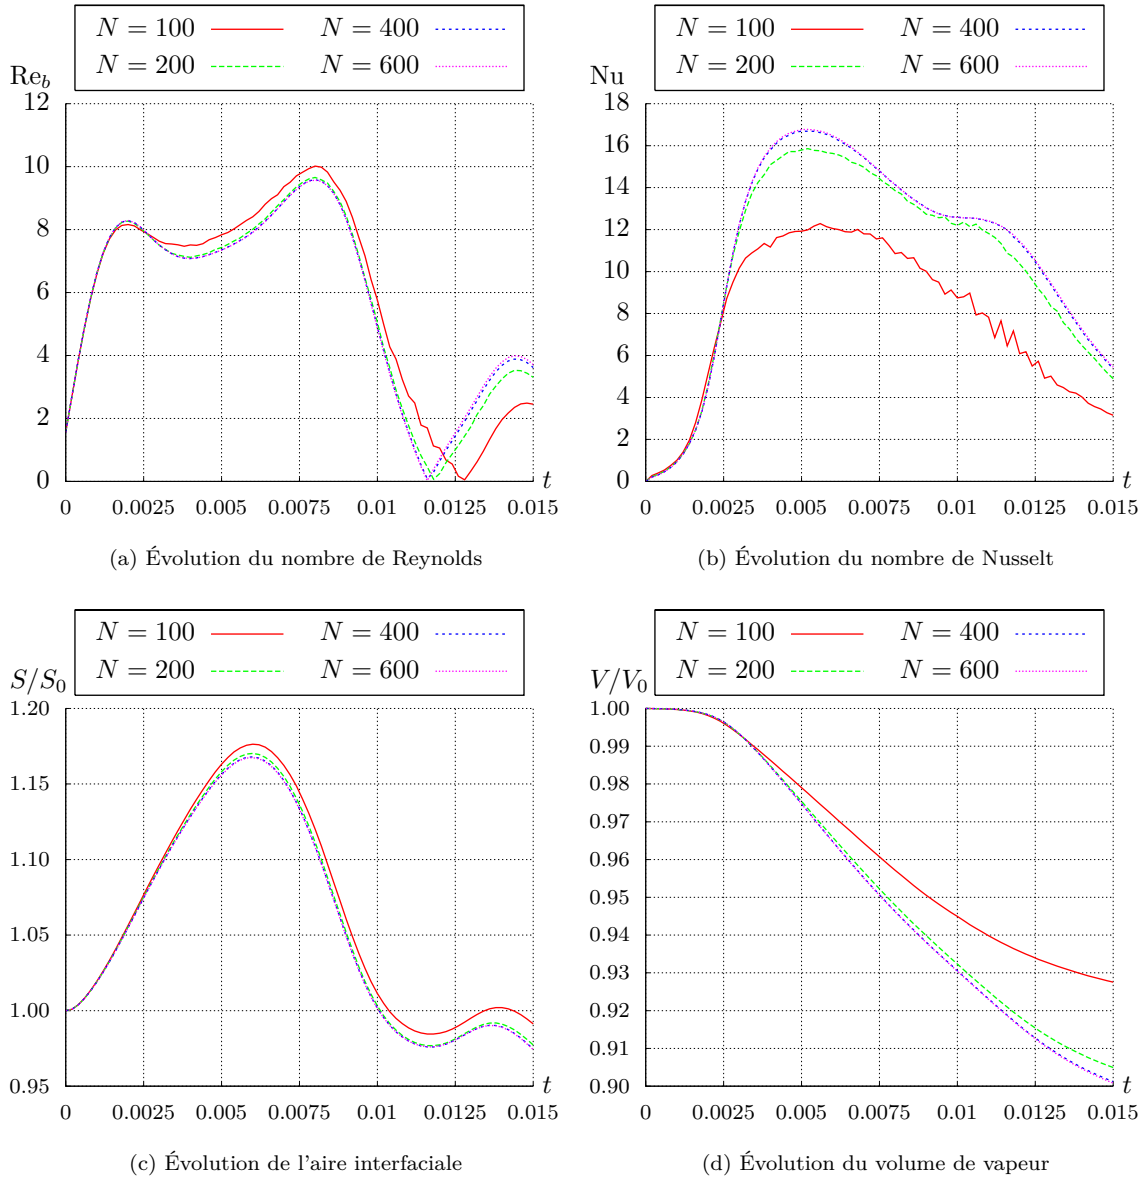 N = 100 N = 400
N = 200 N = 600
Re_b
12
10
8
6
4
2
0
0 0.0025 0.005 0.0075 0.01 0.0125 0.015
t
(a) Évolution du nombre de Reynolds
N = 100 N = 400
N = 200 N = 600
Nu
18
16
14
12
10
8
6
4
2
0
0 0.0025 0.005 0.0075 0.01 0.0125 0.015
t
(b) Évolution du nombre de Nusselt
N = 100 N = 400
N = 200 N = 600
S/S_0
1.20
1.15
1.10
1.05
1.00
0.95
0 0.0025 0.005 0.0075 0.01 0.0125 0.015
t
(c) Évolution de l'aire interfaciale
N = 100 N = 400
N = 200 N = 600
V/V_0
1.00
0.99
0.98
0.97
0.96
0.95
0.94
0.93
0.92
0.91
0.90
0 0.0025 0.005 0.0075 0.01 0.0125 0.015
t
(d) Évolution du volume de vapeur